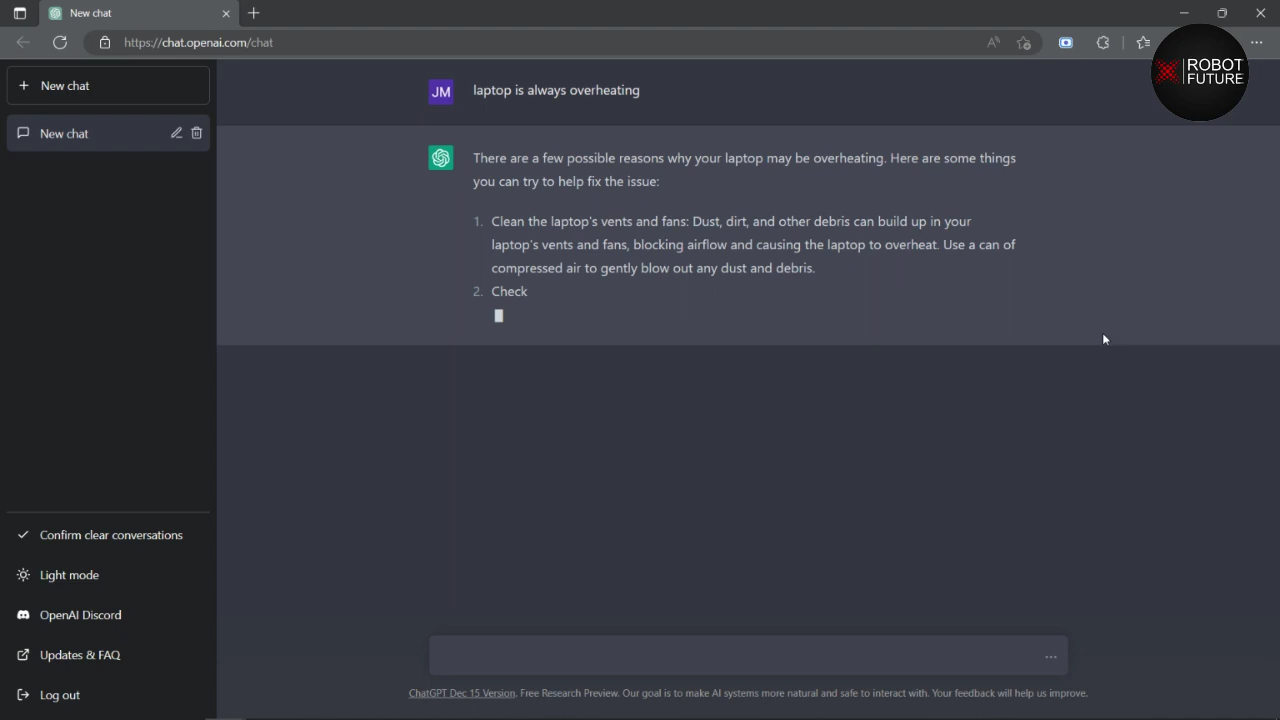 New chat
https://chat.openai.com/chat
ROBOT
FUTURE
New chat
New chat
JM
laptop is always overheating
There are a few possible reasons why your laptop may be overheating. Here are some things
you can try to help fix the issue:
1. Clean the laptop's vents and fans: Dust, dirt, and other debris can build up in your
laptop's vents and fans, blocking airflow and causing the laptop to overheat. Use a can of
compressed air to gently blow out any dust and debris.
2. Check
Confirm clear conversations
Light mode
OpenAI Discord
Updates & FAQ
Log out
ChatGPT Dec 15 Version. Free Research Preview. Our goal is to make AI systems more natural and safe to interact with. Your feedback will help us improve.